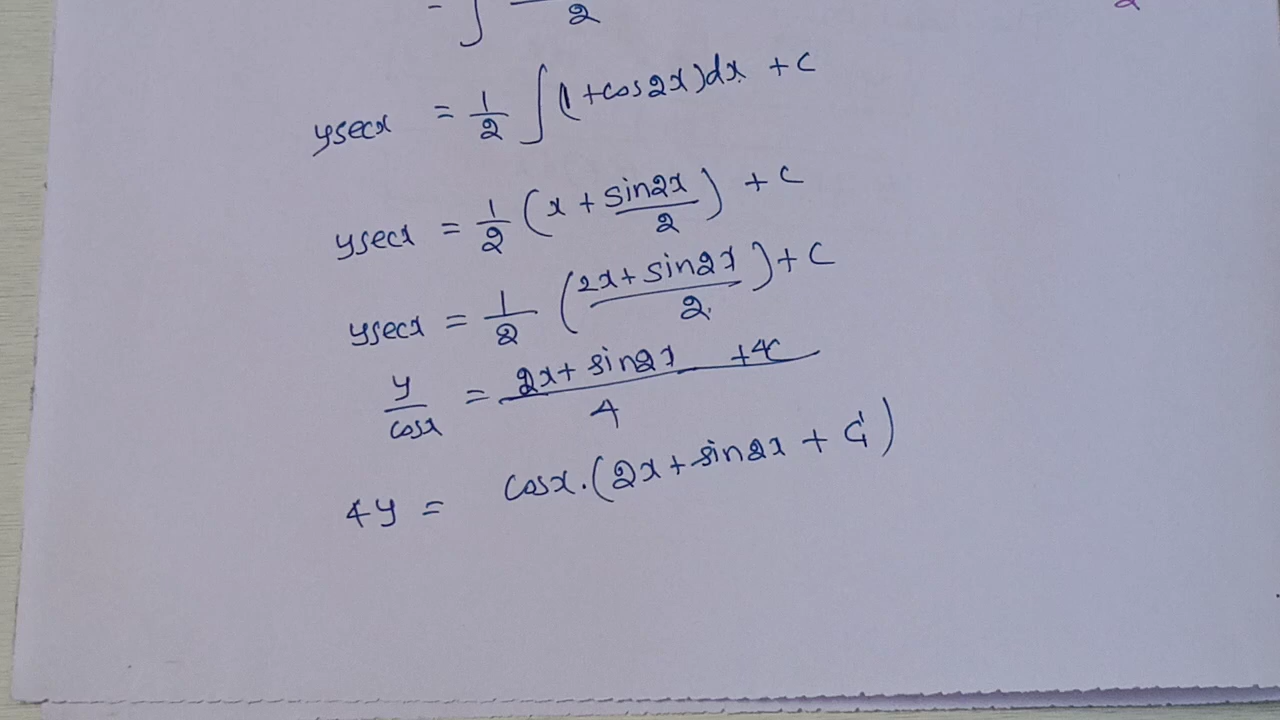 = ∫ — 2
ysecx = 1/2 ∫(1+cos2x)dx + c
ysecx = 1/2 (x + sin2x/2) + c
ysecx = 1/2 (2x + sin2x/2) + c
y/cosx = 2x + sin2x + 4c/4
4y = cosx.(2x + sin2x + C₁)